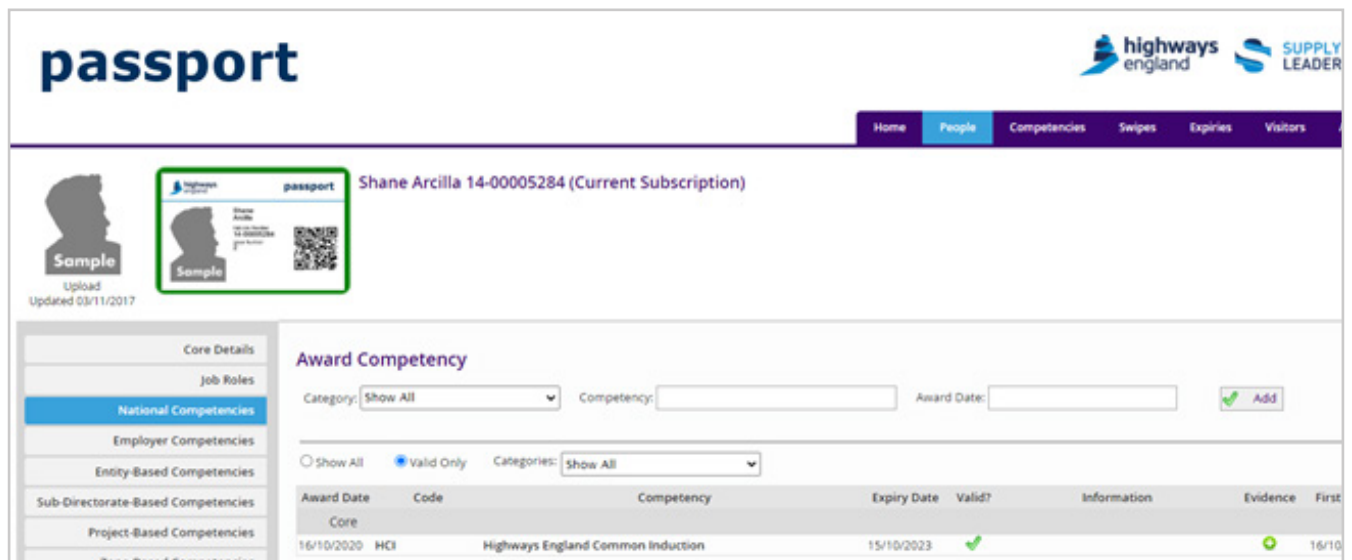 passport
highways england
SUPPLY
LEADER
Home People Competencies Swipes Expiries Visitors
Shane Arcilla 14-00005284 (Current Subscription)
highways england passport
Shane
Arcilla
14-00005284
Sample
Sample
Upload
Updated 03/11/2017
Core Details
Job Roles
National Competencies
Employer Competencies
Entity-Based Competencies
Sub-Directorate-Based Competencies
Project-Based Competencies
Award Competency
Category: Show All Competency: Award Date: Add
Show All Valid Only Categories: Show All
Award Date Code Competency Expiry Date Valid? Information Evidence First
Core
16/10/2020 HCI Highways England Common Induction 15/10/2023 16/10